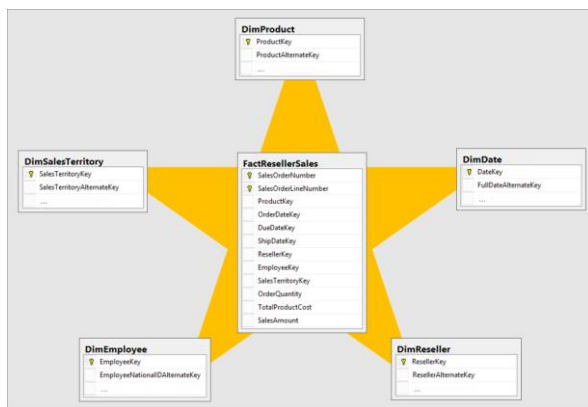 DimProduct
ProductKey
ProductAlternateKey
...
DimSalesTerritory
SalesTerritoryKey
SalesTerritoryAlternateKey
...
FactResellerSales
SalesOrderNumber
SalesOrderLineNumber
ProductKey
OrderDateKey
DueDateKey
ShipDateKey
ResellerKey
EmployeeKey
SalesTerritoryKey
OrderQuantity
TotalProductCost
SalesAmount
DimDate
DateKey
FullDateAlternateKey
...
DimEmployee
EmployeeKey
EmployeeNationalIDAlternateKey
...
DimReseller
ResellerKey
ResellerAlternateKey
...